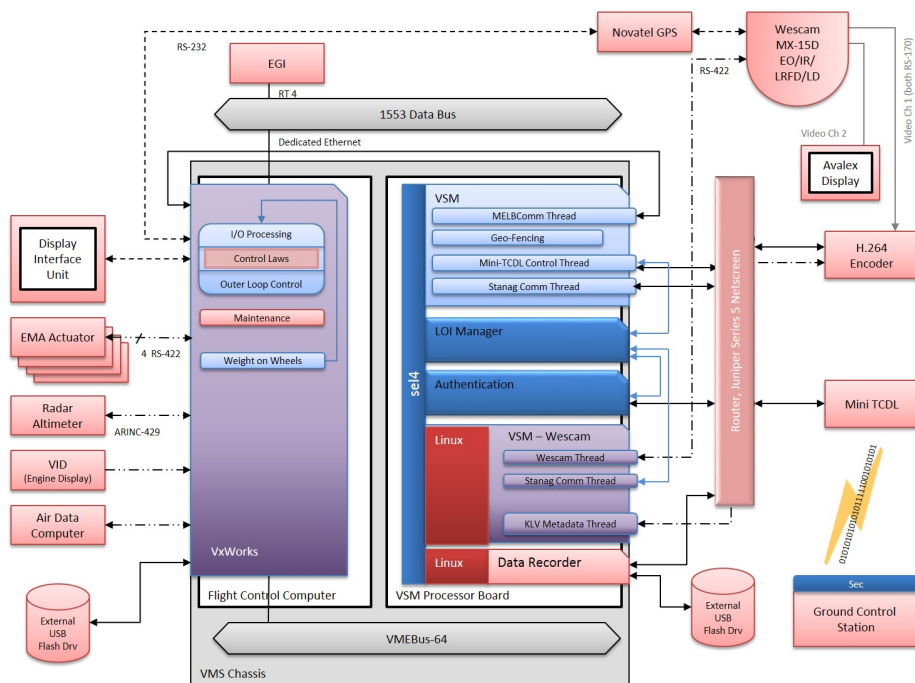 Novatel GPS
Wescam
MX-15D
EO/IR/
LRFD/LD
RS-232
EGI
RS-422
RT 4
Video Ch 1 (both RS-170)
1553 Data Bus
Video Ch 2
Dedicated Ethernet
Avalex
Display
VSM
MELBComm Thread
I/O Processing
Geo-Fencing
Display
Interface
Unit
Control Laws
Mini-TCDL Control Thread
H.264
Encoder
Outer Loop Control
Stanag Comm Thread
Maintenance
LOI Manager
EMA Actuator
4 RS-422
Weight on Wheels
sel4
Authentication
Router, Juniper Series 5 Netscreen
Mini TCDL
Radar
Altimeter
ARINC-429
Linux
VSM – Wescam
Wescam Thread
VID
(Engine Display)
Stanag Comm Thread
Air Data
Computer
KLV Metadata Thread
VxWorks
0101010101010111111001010101
Linux
Data Recorder
Sec
Flight Control Computer
VSM Processor Board
External
USB
Flash Drv
External
USB
Flash Drv
Ground Control
Station
VMEBus-64
VMS Chassis